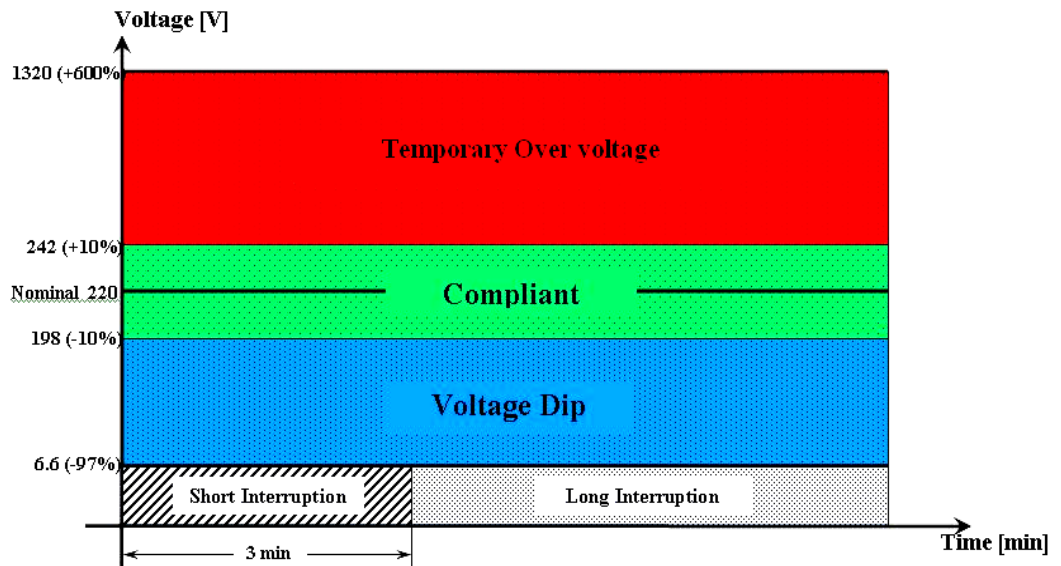 Voltage [V]
1320 (+600%
Temporary Over voltage
242 (+10%)
Nominal 220
Compliant
198 (-10%)
Voltage Dip
6.6 (-97%)
Short Interruption
Long Interruption
Time [min]
3 min